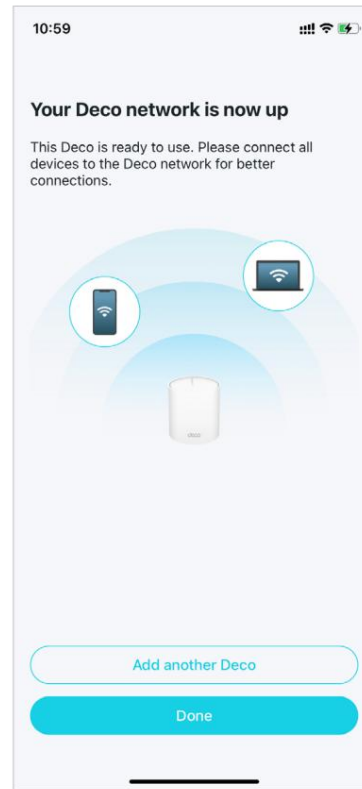 10:59
Your Deco network is now up
This Deco is ready to use. Please connect all
devices to the Deco network for better
connections.
deco
Add another Deco
Done